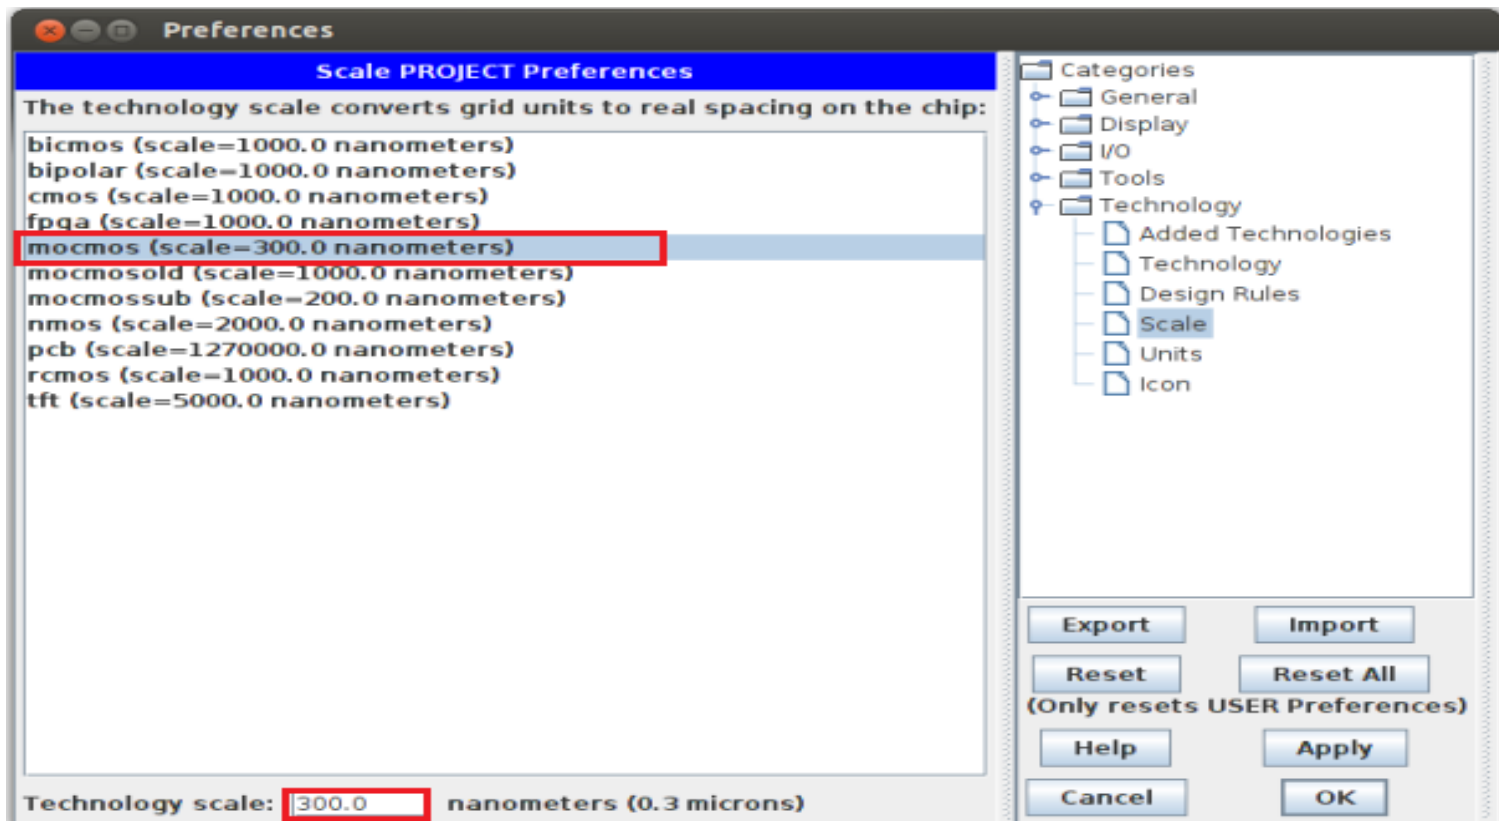 Preferences
Scale PROJECT Preferences
The technology scale converts grid units to real spacing on the chip:
bicmos (scale=1000.0 nanometers)
bipolar (scale=1000.0 nanometers)
cmos (scale=1000.0 nanometers)
fpga (scale=1000.0 nanometers)
mocmos (scale=300.0 nanometers)
mocmosold (scale=1000.0 nanometers)
mocmossub (scale=200.0 nanometers)
nmos (scale=2000.0 nanometers)
pcb (scale=1270000.0 nanometers)
rcmos (scale=1000.0 nanometers)
tft (scale=5000.0 nanometers)
Technology scale: 300.0 nanometers (0.3 microns)
Categories
General
Display
I/O
Tools
Technology
Added Technologies
Technology
Design Rules
Scale
Units
Icon
Export Import
Reset Reset All
(Only resets USER Preferences)
Help Apply
Cancel OK